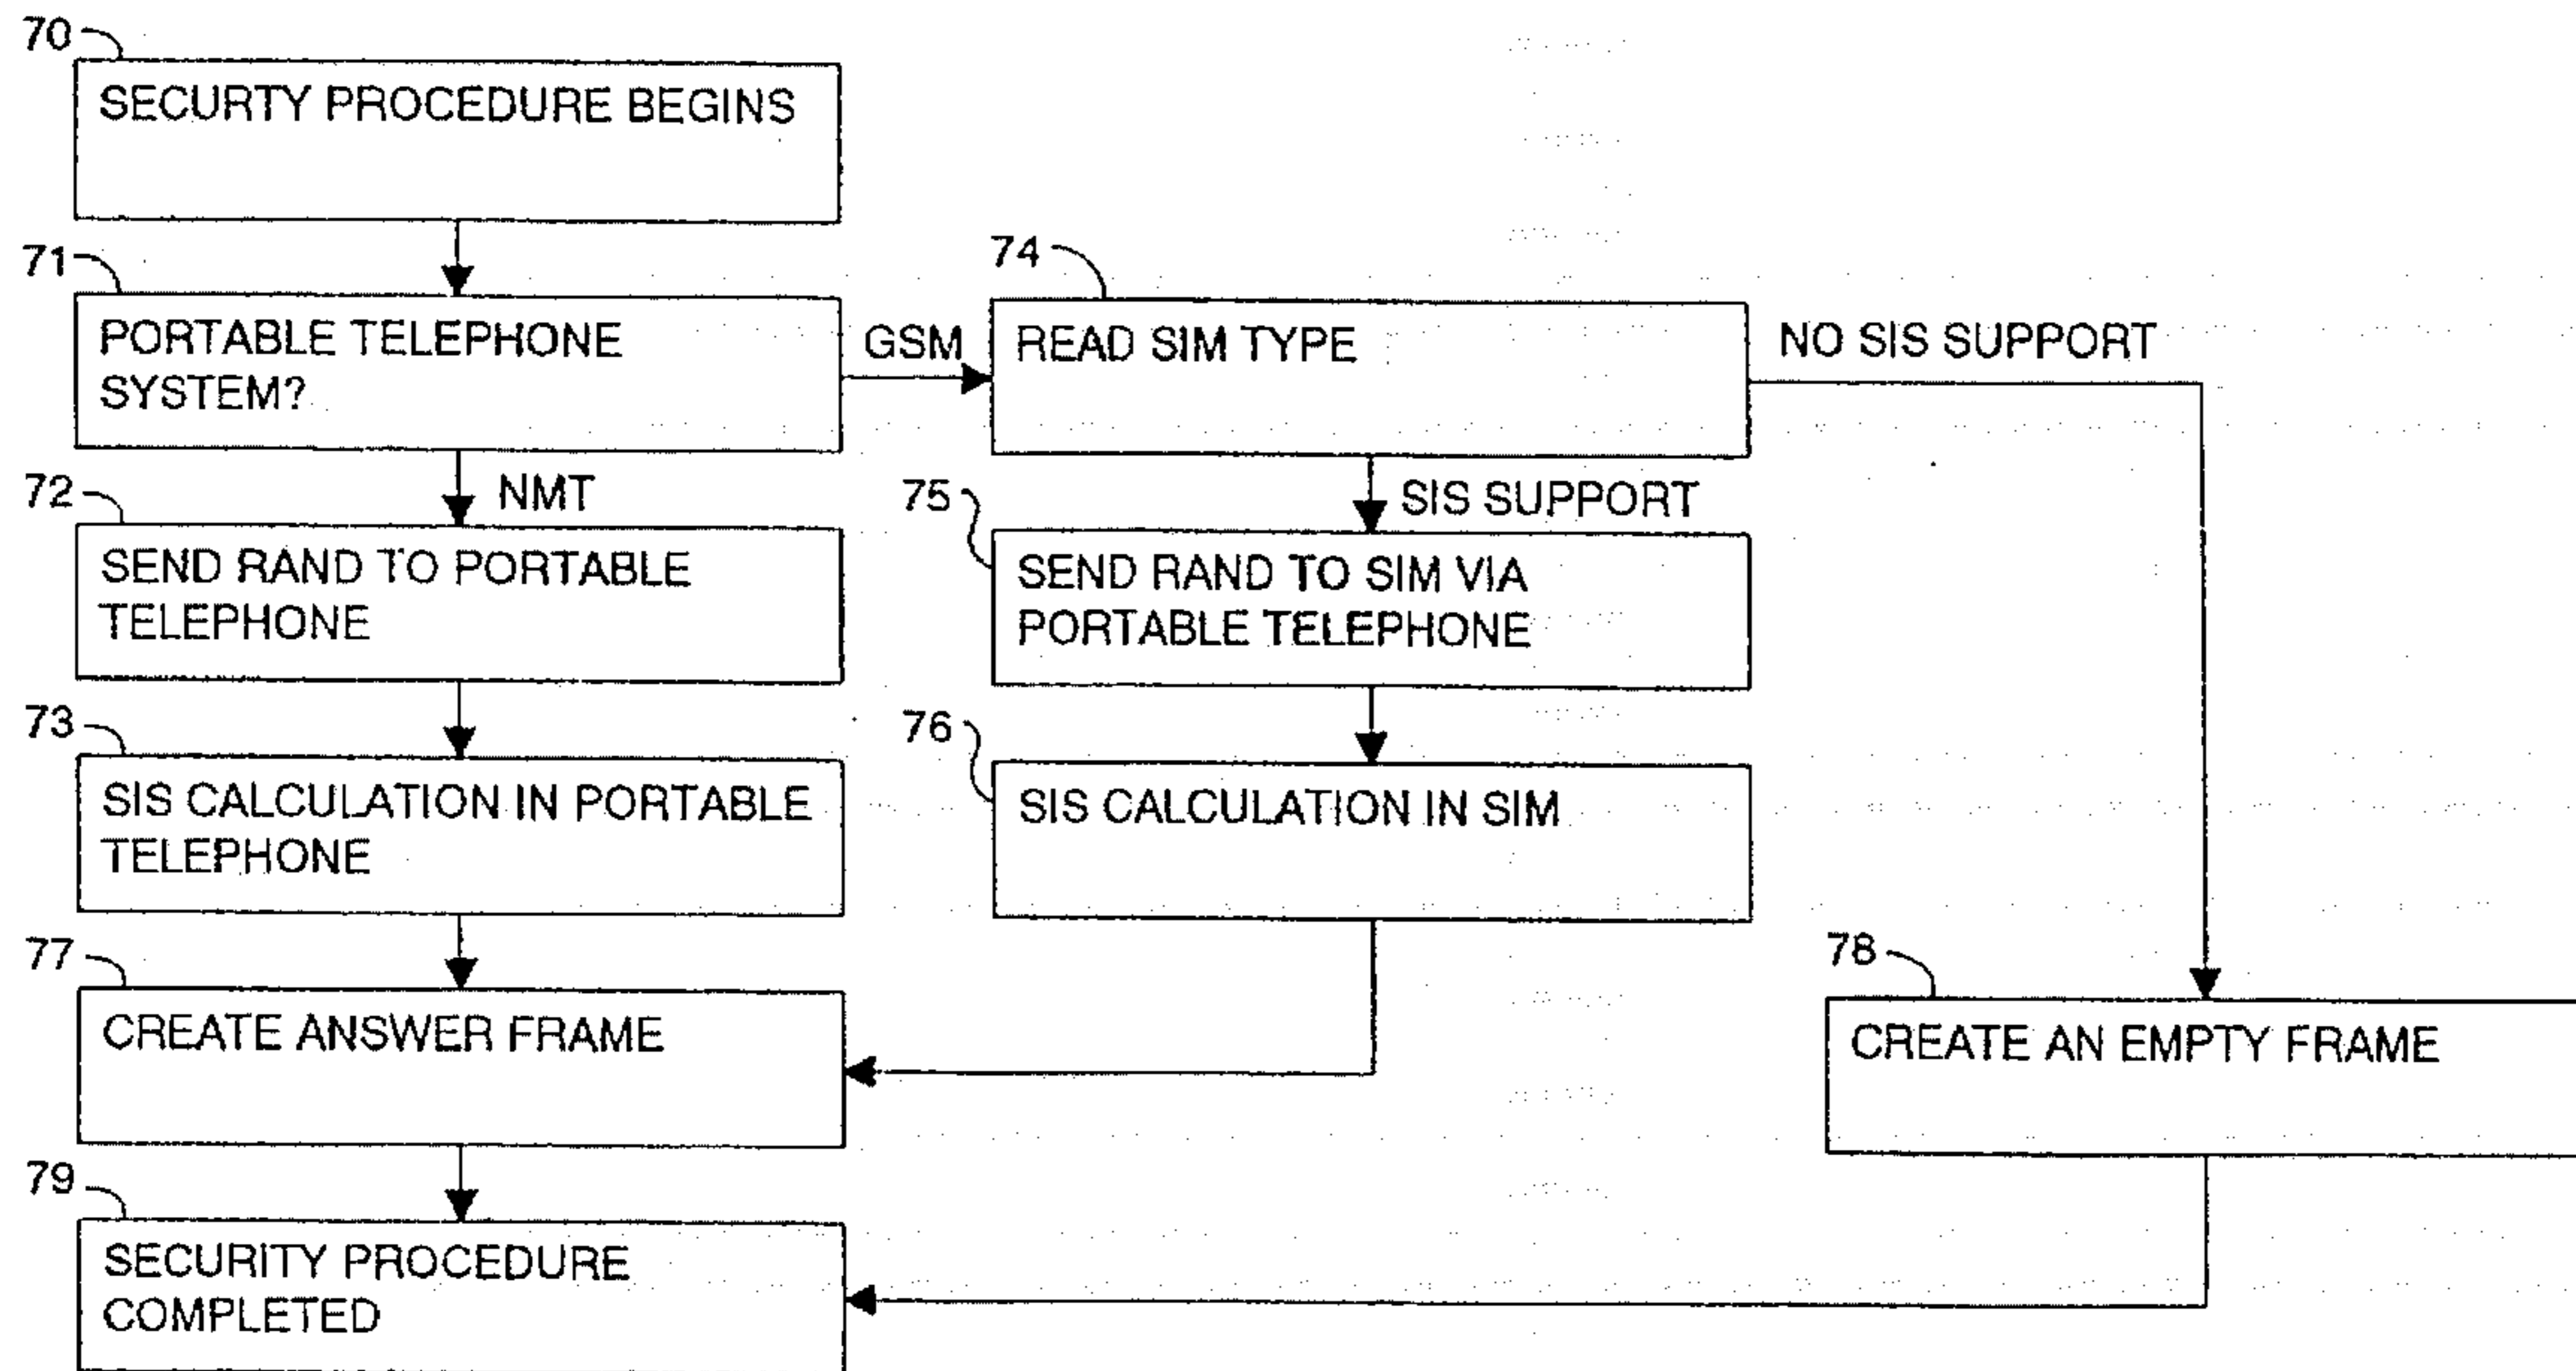 70
SECURTY PROCEDURE BEGINS
71
PORTABLE TELEPHONE
SYSTEM?
GSM
74
READ SIM TYPE
NO SIS SUPPORT
NMT
72
SEND RAND TO PORTABLE
TELEPHONE
SIS SUPPORT
75
SEND RAND TO SIM VIA
PORTABLE TELEPHONE
73
SIS CALCULATION IN PORTABLE
TELEPHONE
76
SIS CALCULATION IN SIM
77
CREATE ANSWER FRAME
78
CREATE AN EMPTY FRAME
79
SECURITY PROCEDURE
COMPLETED